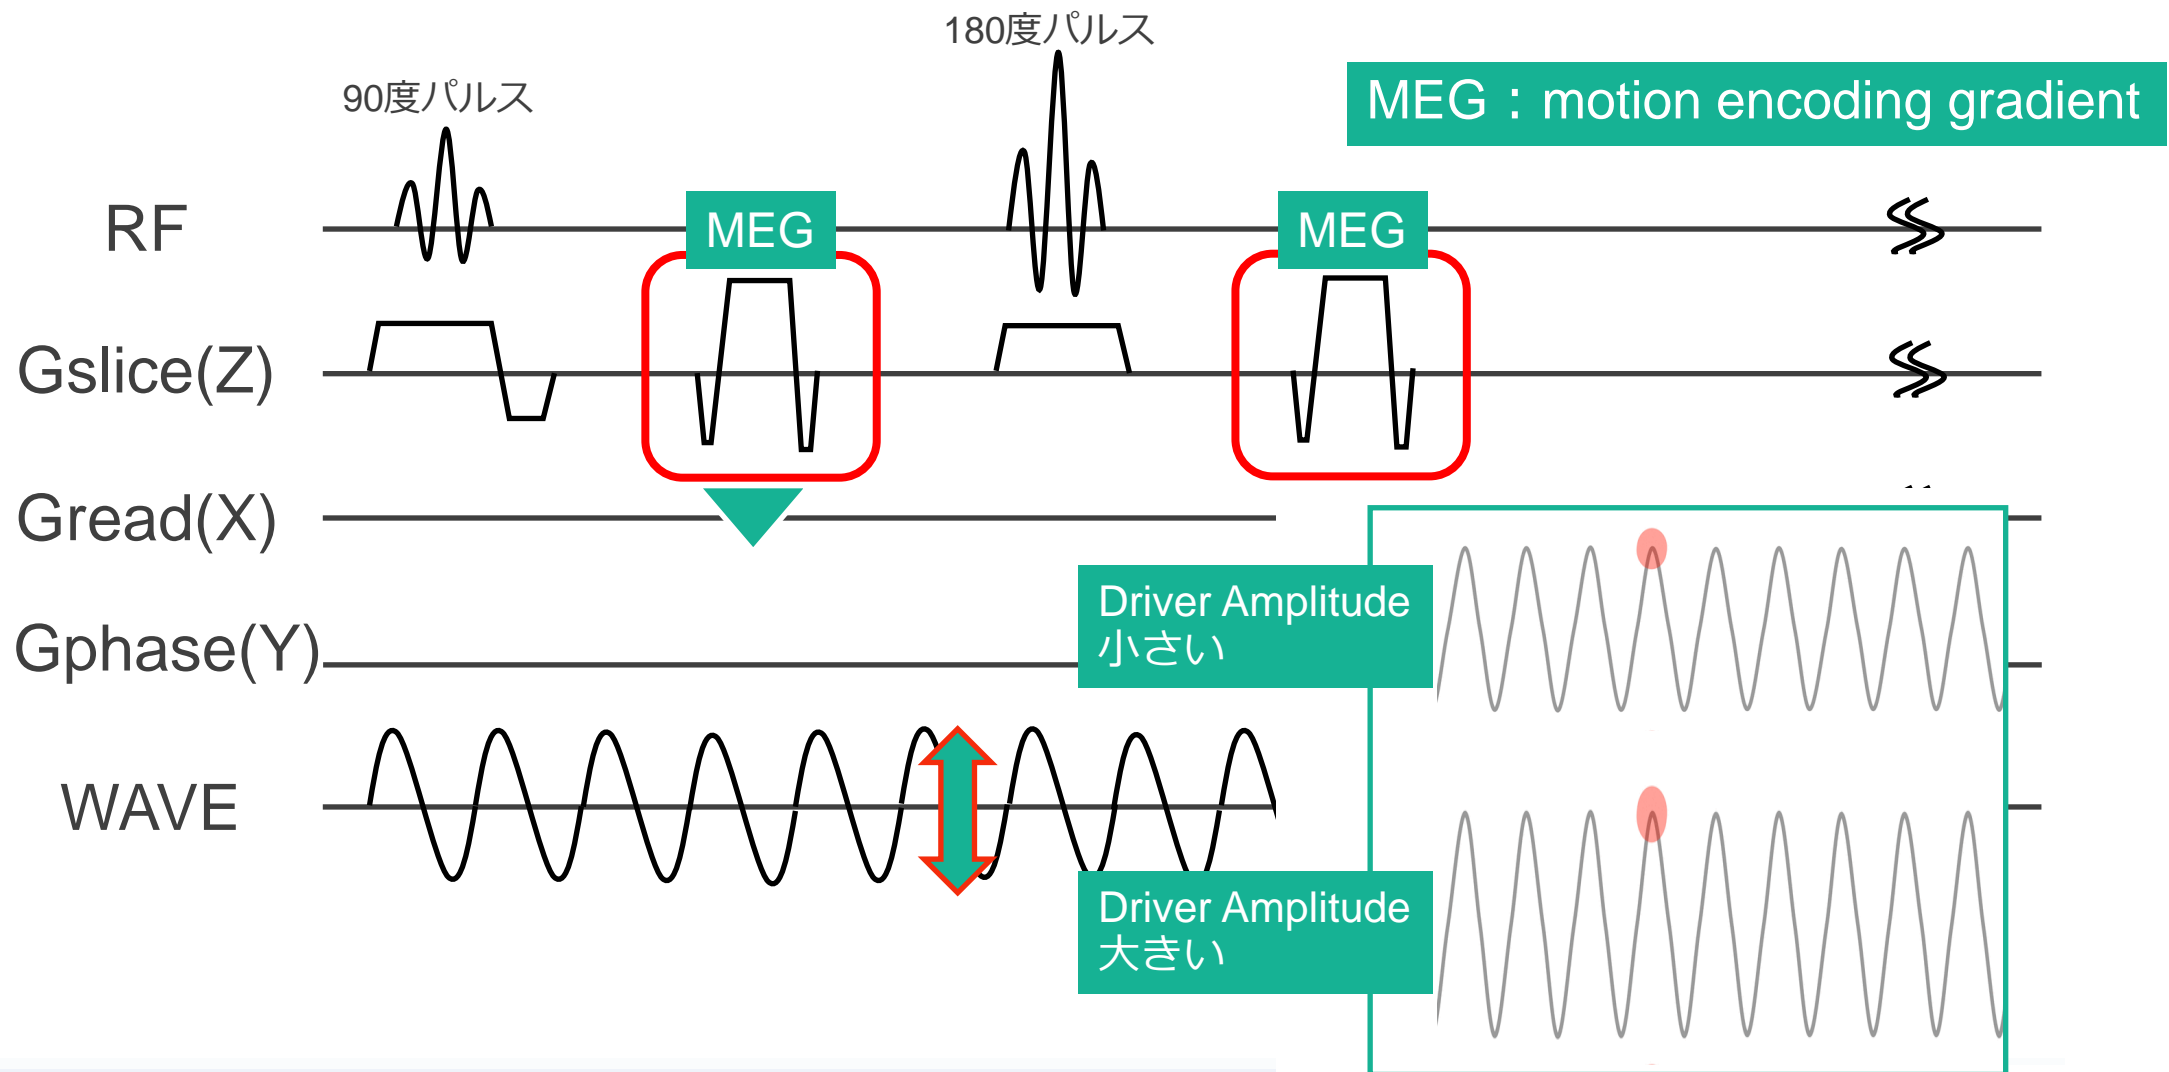 180度パルス
90度パルス
MEG：motion encoding gradient
RF
MEG
MEG
Gslice(Z)
Gread(X)
Driver Amplitude
小さい
Gphase(Y)
WAVE
Driver Amplitude
大きい